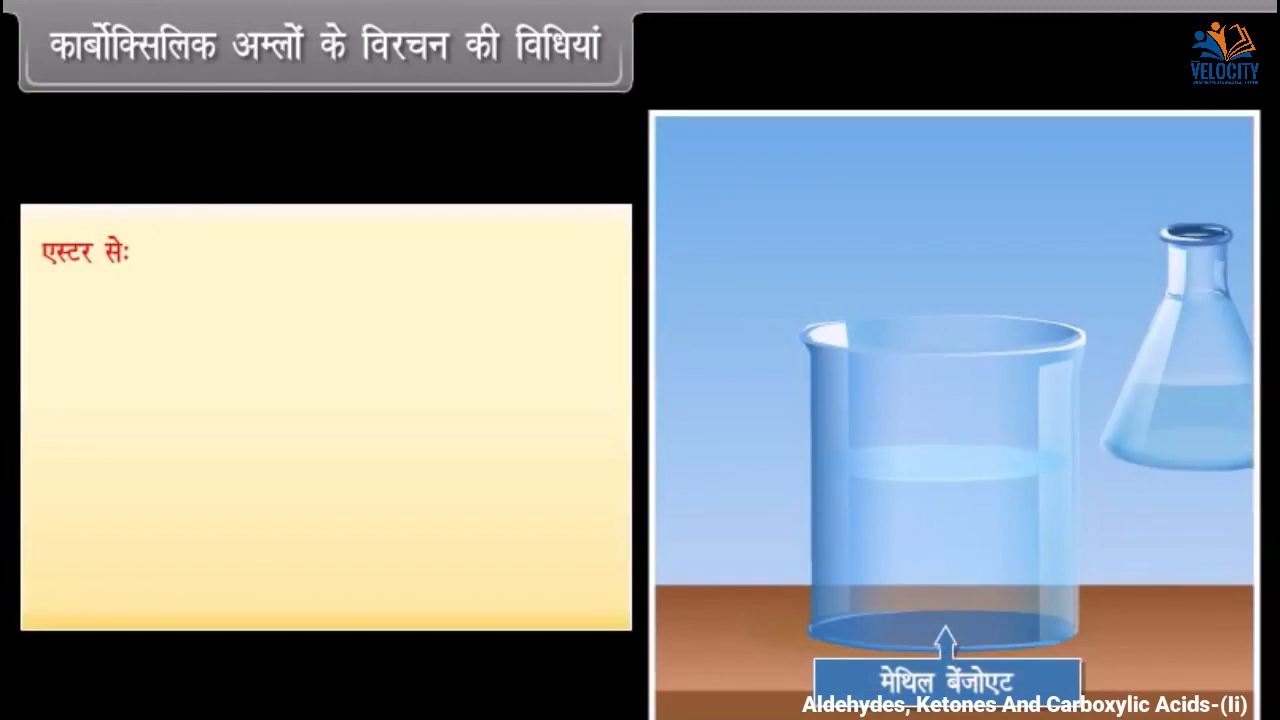 कार्बोक्सिलिक अम्लों के विरचन की विधियां
VELOCITY
एस्टर से:
मेथिल बेंजोएट
Aldehydes, Ketones And Carboxylic Acids-(Ii)